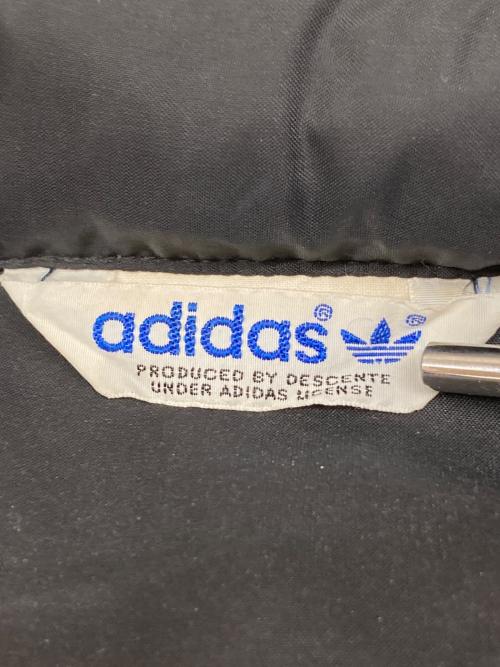 adidas®
®
PRODUCED BY DESCENTE
UNDER ADIDAS LICENSE